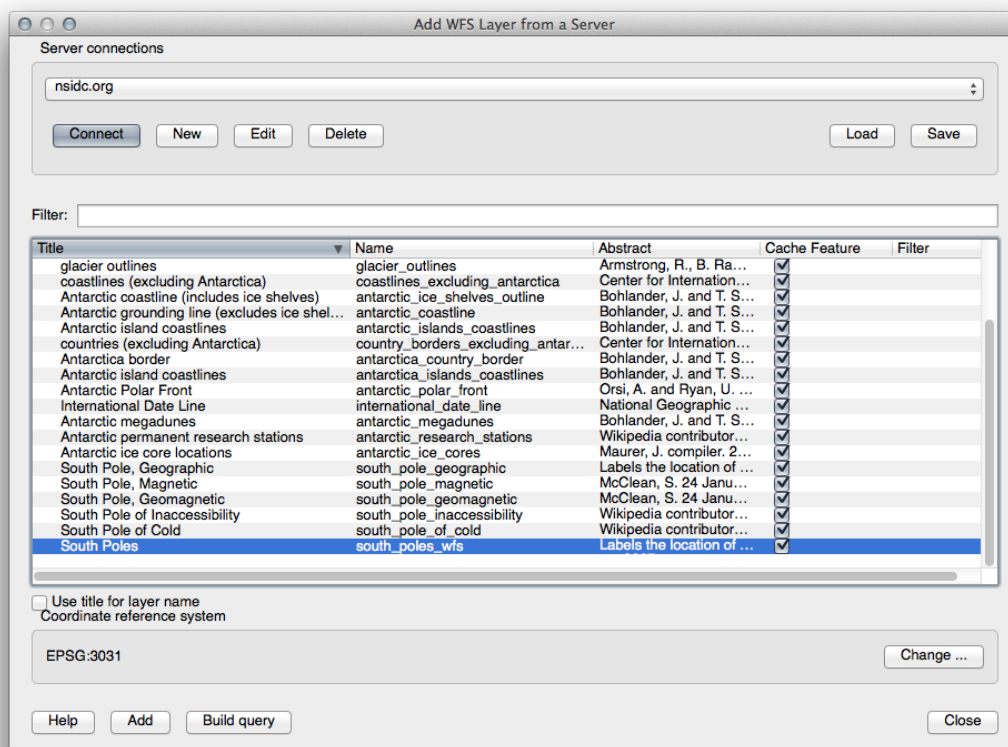 Add WFS Layer from a Server
Server connections
nsidc.org
Connect New Edit Delete Load Save
Filter:
Title Name Abstract Cache Feature Filter
glacier outlines glacier_outlines Armstrong, R., B. Ra...
coastlines (excluding Antarctica) coastlines_excluding_antarctica Center for Internation...
Antarctic coastline (includes ice shelves) antarctic_ice_shelves_outline Bohlander, J. and T. S...
Antarctic grounding line (excludes ice shel... antarctic_coastline Bohlander, J. and T. S...
Antarctic island coastlines antarctic_islands_coastlines Bohlander, J. and T. S...
countries (excluding Antarctica) country_borders_excluding_antar... Center for Internation...
Antarctica border antarctica_country_border Bohlander, J. and T. S...
Antarctic island coastlines antarctica_islands_coastlines Bohlander, J. and T. S...
Antarctic Polar Front antarctic_polar_front Orsi, A. and Ryan, U. ...
International Date Line international_date_line National Geographic ...
Antarctic megadunes antarctic_megadunes Bohlander, J. and T. S...
Antarctic permanent research stations antarctic_research_stations Wikipedia contributor...
Antarctic ice core locations antarctic_ice_cores Maurer, J. compiler. 2...
South Pole, Geographic south_pole_geographic Labels the location of ...
South Pole, Magnetic south_pole_magnetic McClean, S. 24 Janu...
South Pole, Geomagnetic south_pole_geomagnetic McClean, S. 24 Janu...
South Pole of Inaccessibility south_pole_inaccessibility Wikipedia contributor...
South Pole of Cold south_pole_of_cold Wikipedia contributor...
South Poles south_poles_wfs Labels the location of ...
Use title for layer name
Coordinate reference system
EPSG:3031 Change ...
Help Add Build query Close